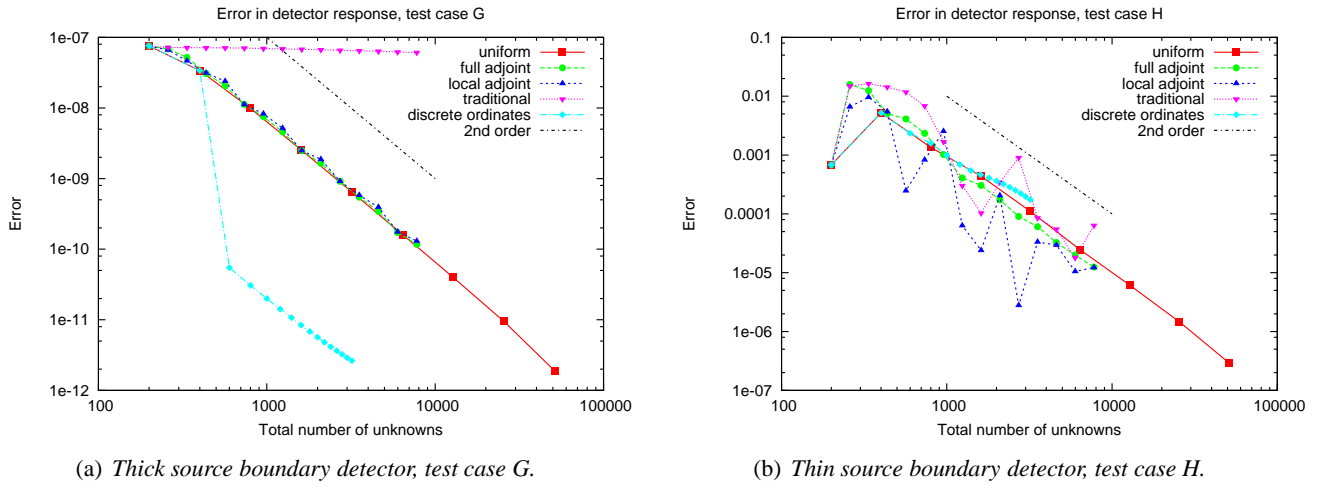 Error in detector response, test case G
1e-07
1e-08
1e-09
1e-10
1e-11
1e-12
Error
100
1000
10000
100000
Total number of unknowns
uniform
full adjoint
local adjoint
traditional
discrete ordinates
2nd order
(a) Thick source boundary detector, test case G.
Error in detector response, test case H
0.1
0.01
0.001
0.0001
1e-05
1e-06
1e-07
Error
100
1000
10000
100000
Total number of unknowns
uniform
full adjoint
local adjoint
traditional
discrete ordinates
2nd order
(b) Thin source boundary detector, test case H.